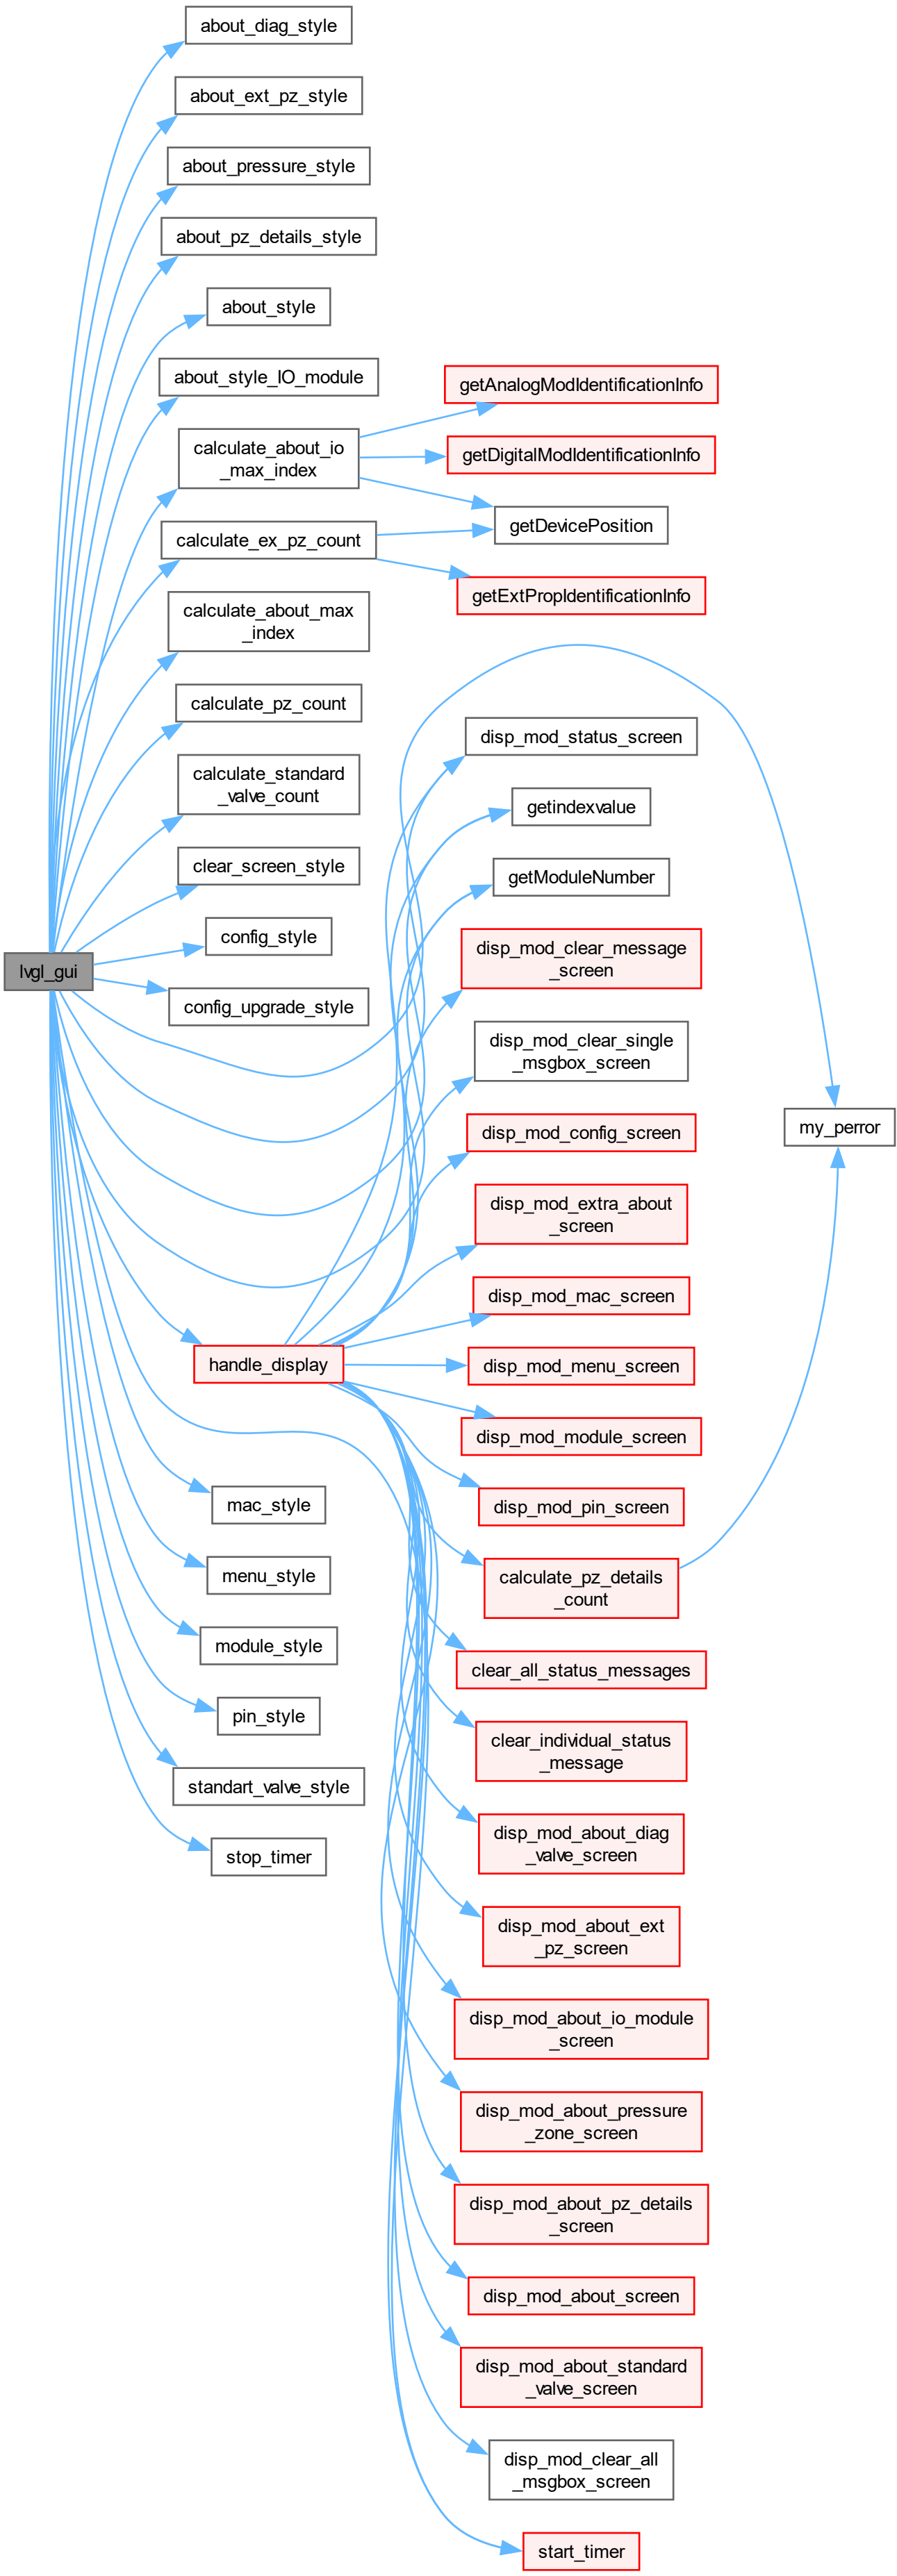 about_diag_style
about_ext_pz_style
about_pressure_style
about_pz_details_style
about_style
about_style_IO_module
calculate_about_io
_max_index
calculate_ex_pz_count
calculate_about_max
_index
calculate_pz_count
calculate_standard
_valve_count
clear_screen_style
config_style
config_upgrade_style
lvgl_gui
handle_display
mac_style
menu_style
module_style
pin_style
standart_valve_style
stop_timer
getAnalogModIdentificationInfo
getDigitalModIdentificationInfo
getDevicePosition
getExtPropIdentificationInfo
disp_mod_status_screen
getindexvalue
getModuleNumber
disp_mod_clear_message
_screen
disp_mod_clear_single
_msgbox_screen
disp_mod_config_screen
disp_mod_extra_about
_screen
disp_mod_mac_screen
disp_mod_menu_screen
disp_mod_module_screen
disp_mod_pin_screen
calculate_pz_details
_count
clear_all_status_messages
clear_individual_status
_message
disp_mod_about_diag
_valve_screen
disp_mod_about_ext
_pz_screen
disp_mod_about_io_module
_screen
disp_mod_about_pressure
_zone_screen
disp_mod_about_pz_details
_screen
disp_mod_about_screen
disp_mod_about_standard
_valve_screen
disp_mod_clear_all
_msgbox_screen
start_timer
my_perror